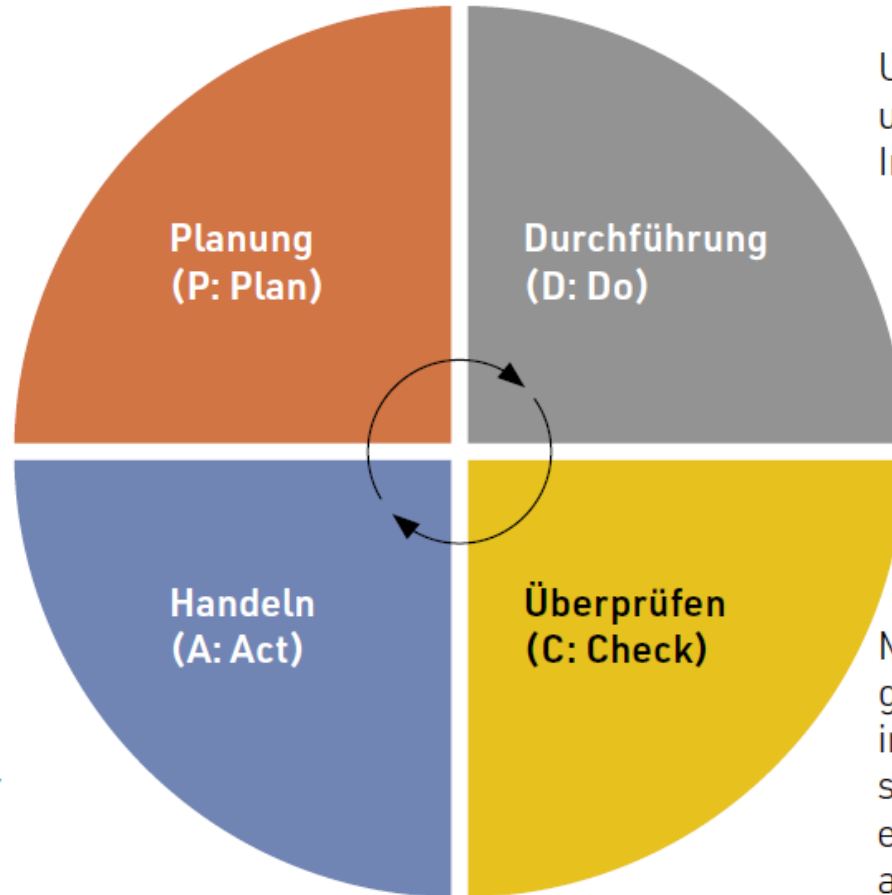 Planung
(P: Plan)
Durchführung
(D: Do)
Handeln
(A: Act)
Überprüfen
(C: Check)